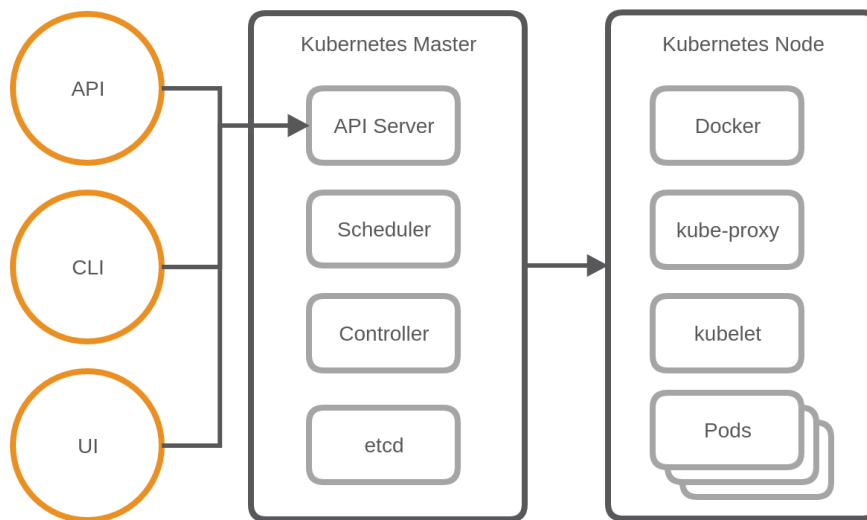 API
CLI
UI
Kubernetes Master
API Server
Scheduler
Controller
etcd
Kubernetes Node
Docker
kube-proxy
kubelet
Pods